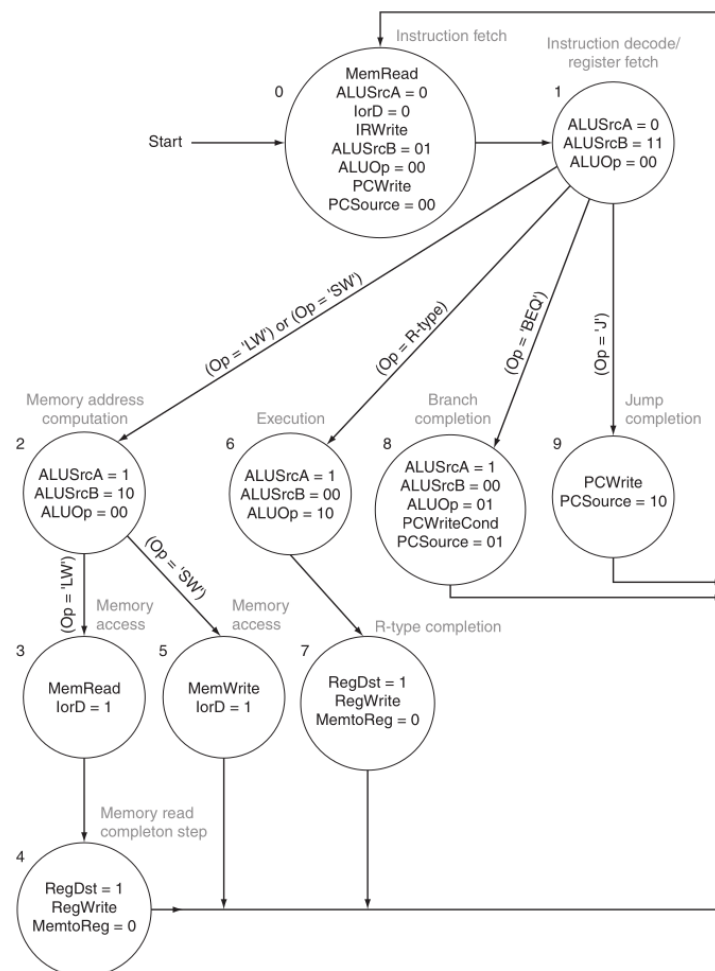 Instruction fetch
Instruction decode/
register fetch
0
MemRead
ALUSrcA = 0
IorD = 0
IRWrite
ALUSrcB = 01
ALUOp = 00
PCWrite
PCSource = 00
1
ALUSrcA = 0
ALUSrcB = 11
ALUOp = 00
Start
(Op = 'LW') or (Op = 'SW')
(Op = R-type)
(Op = 'BEQ')
(Op = 'J')
Memory address
computation
2
ALUSrcA = 1
ALUSrcB = 10
ALUOp = 00
Execution
6
ALUSrcA = 1
ALUSrcB = 00
ALUOp = 10
Branch
completion
8
ALUSrcA = 1
ALUSrcB = 00
ALUOp = 01
PCWriteCond
PCSource = 01
Jump
completion
9
PCWrite
PCSource = 10
(Op = 'LW')
(Op = 'SW')
Memory
access
3
MemRead
IorD = 1
Memory
access
5
MemWrite
IorD = 1
R-type completion
7
RegDst = 1
RegWrite
MemtoReg = 0
Memory read
completon step
4
RegDst = 1
RegWrite
MemtoReg = 0